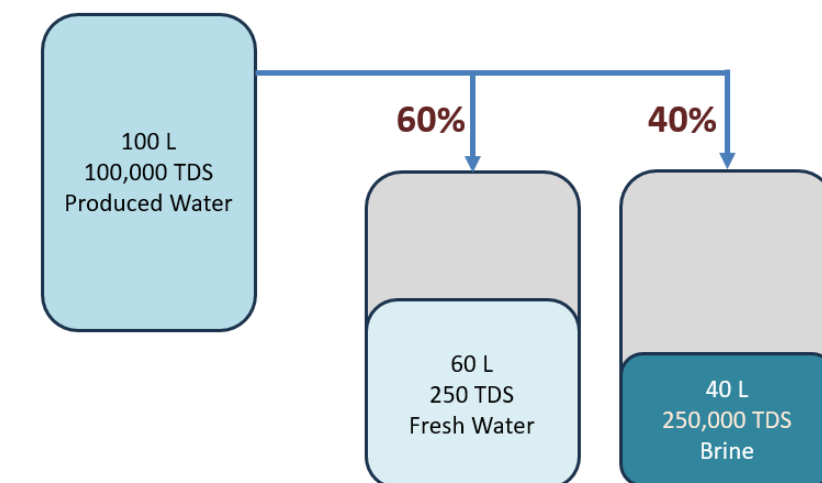 100 L
100,000 TDS
Produced Water
60%
40%
60 L
250 TDS
Fresh Water
40 L
250,000 TDS
Brine